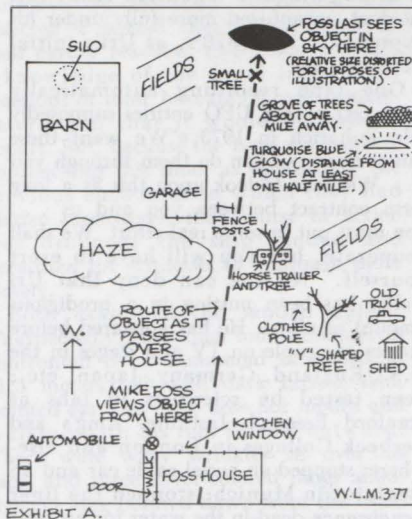 SILO
BARN
FIELDS
FOSS LAST SEES
OBJECT IN
SKY HERE.
(RELATIVE SIZE DISTORTED
FOR PURPOSES OF
ILLUSTRATION)
SMALL
TREE
GROVE OF TREES
ABOUT ONE
MILE AWAY.
TURQUOISE BLUE
GLOW (DISTANCE FROM
HOUSE AT LEAST
ONE HALF MILE.)
GARAGE
FENCE
POSTS
FIELDS
HAZE
HORSE TRAILER
AND TREE
ROUTE OF
OBJECT AS
PASSES
OVER
HOUSE
CLOTHES
POLE
"Y" SHAPED
TREE
OLD
TRUCK
SHED
W.
MIKE FOSS
VIEWS OBJECT
FROM HERE
KITCHEN
WINDOW
AUTOMOBILE
WALK
DOOR
FOSS HOUSE
W.L.M. 3-77
EXHIBIT A.